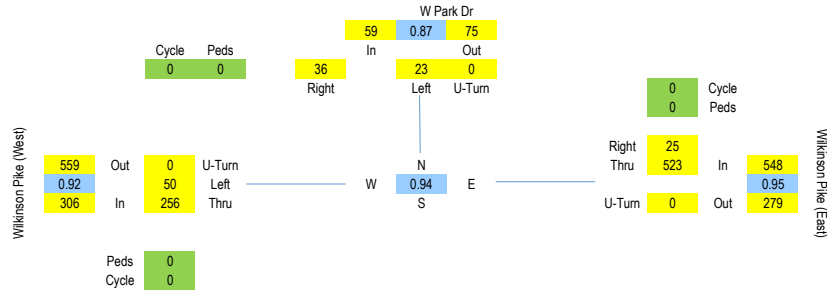 W Park Dr
59 0.87 75
In Out
Cycle Peds
0 0 36 23 0
Right Left U-Turn
0 Cycle
0 Peds
Wilkinson Pike (West)
559 Out 0 U-Turn
0.92 50 Left
306 In 256 Thru
N
W 0.94 E
S
Right 25
Thru 523 In 548
0.95
U-Turn 0 Out 279
Wilkinson Pike (East)
Peds 0
Cycle 0